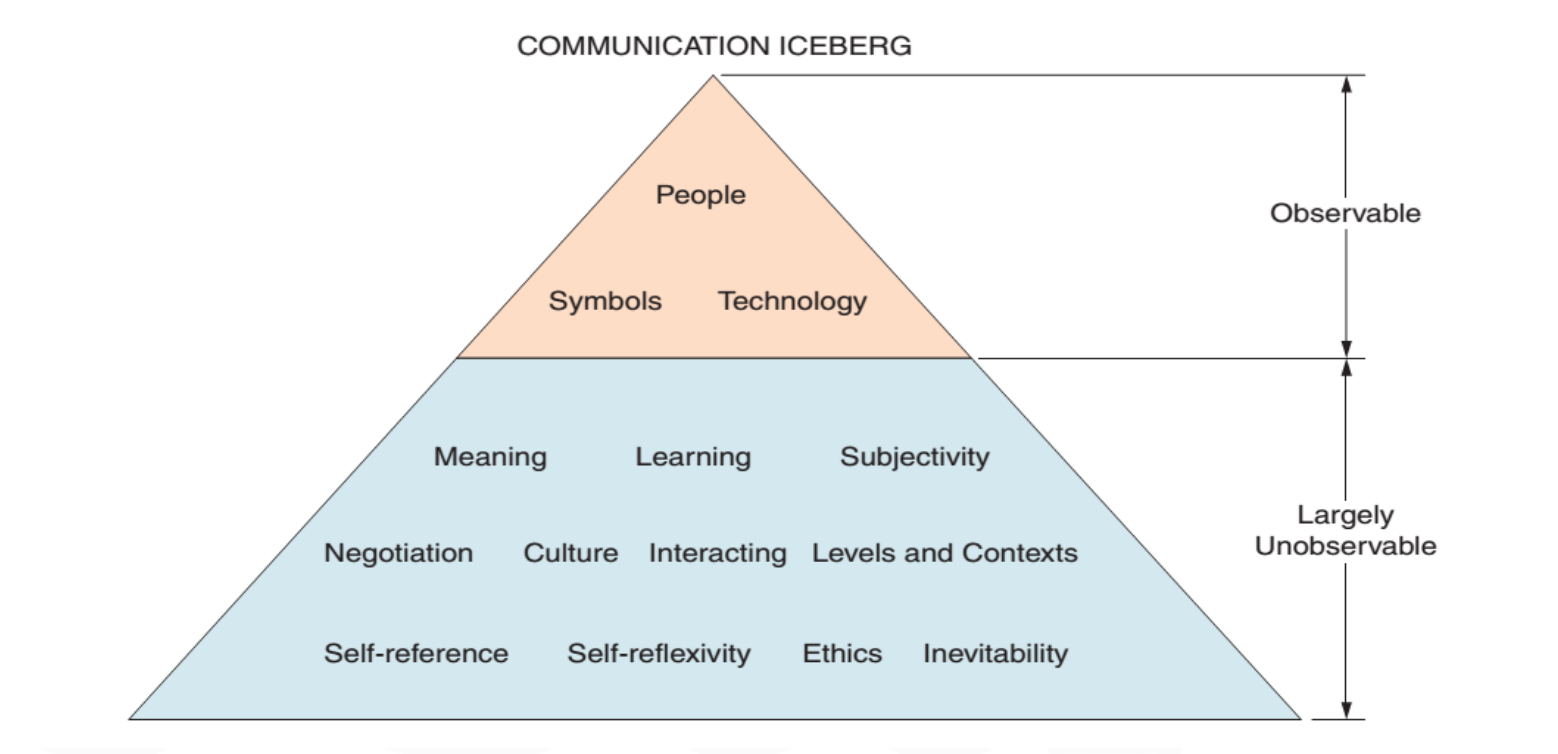 COMMUNICATION ICEBERG
People
Observable
Symbols Technology
Meaning Learning Subjectivity
Largely
Unobservable
Negotiation Culture Interacting Levels and Contexts
Self-reference Self-reflexivity Ethics Inevitability